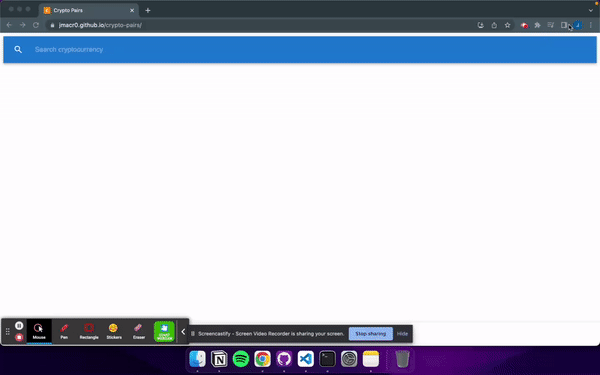 Crypto Pairs
jmacr0.github.io/crypto-pairs/
Search cryptocurrency
Mouse
Pen
Rectangle
Stickers
Eraser
Screencastify - Screen Video Recorder is sharing your screen.
Stop sharing
Hide